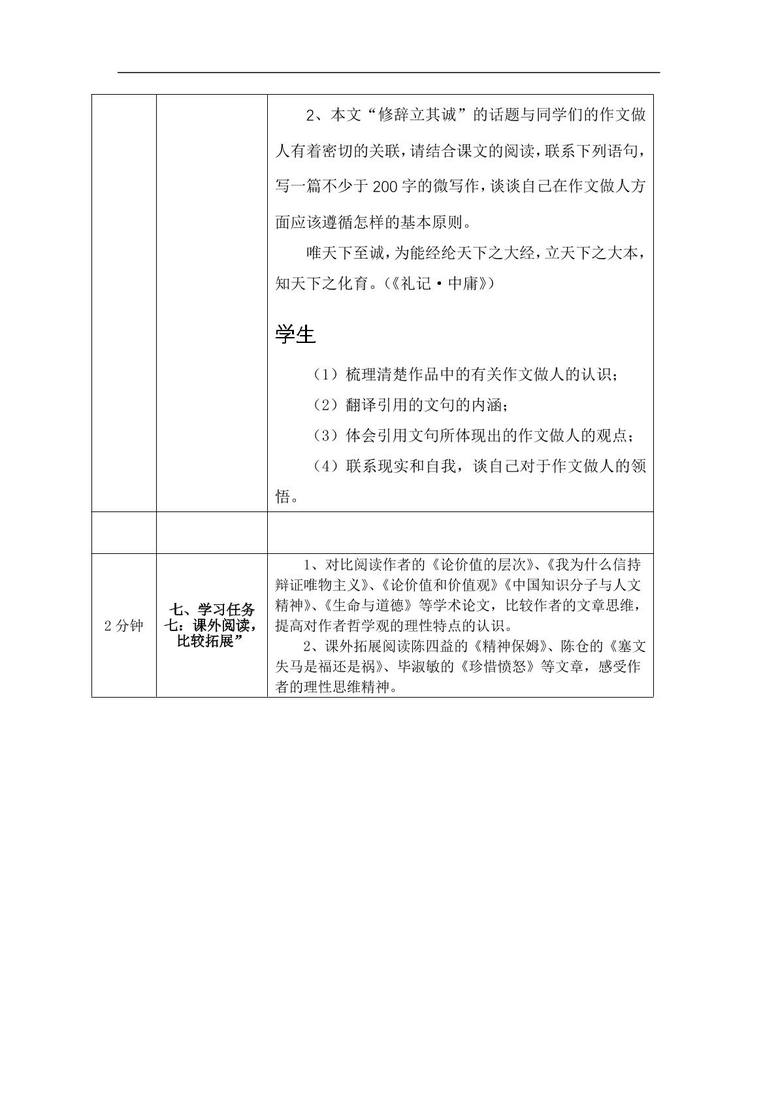 2、本文“修辞立其诚”的话题与同学们的作文做
人有着密切的关联，请结合课文的阅读，联系下列语句，
写一篇不少于 200 字的微写作，谈谈自己在作文做人方
面应该遵循怎样的基本原则。
唯天下至诚，为能经纶天下之大经，立天下之大本，
知天下之化育。（《礼记·中庸》）
学生
（1）梳理清楚作品中的有关作文做人的认识；
（2）翻译引用的文句的内涵；
（3）体会引用文句所体现出的作文做人的观点；
（4）联系现实和自我，谈自己对于作文做人的领
悟。
2 分钟
七、学习任务
七：课外阅读，
比较拓展”
1、对比阅读作者的《论价值的层次》、《我为什么信持
辩证唯物主义》、《论价值和价值观》《中国知识分子与人文
精神》、《生命与道德》等学术论文，比较作者的文章思维，
提高对作者哲学观的理性特点的认识。
2、课外拓展阅读陈四益的《精神保姆》、陈仓的《塞文
失马是福还是祸》、毕淑敏的《珍惜愤怒》等文章，感受作
者的理性思维精神。